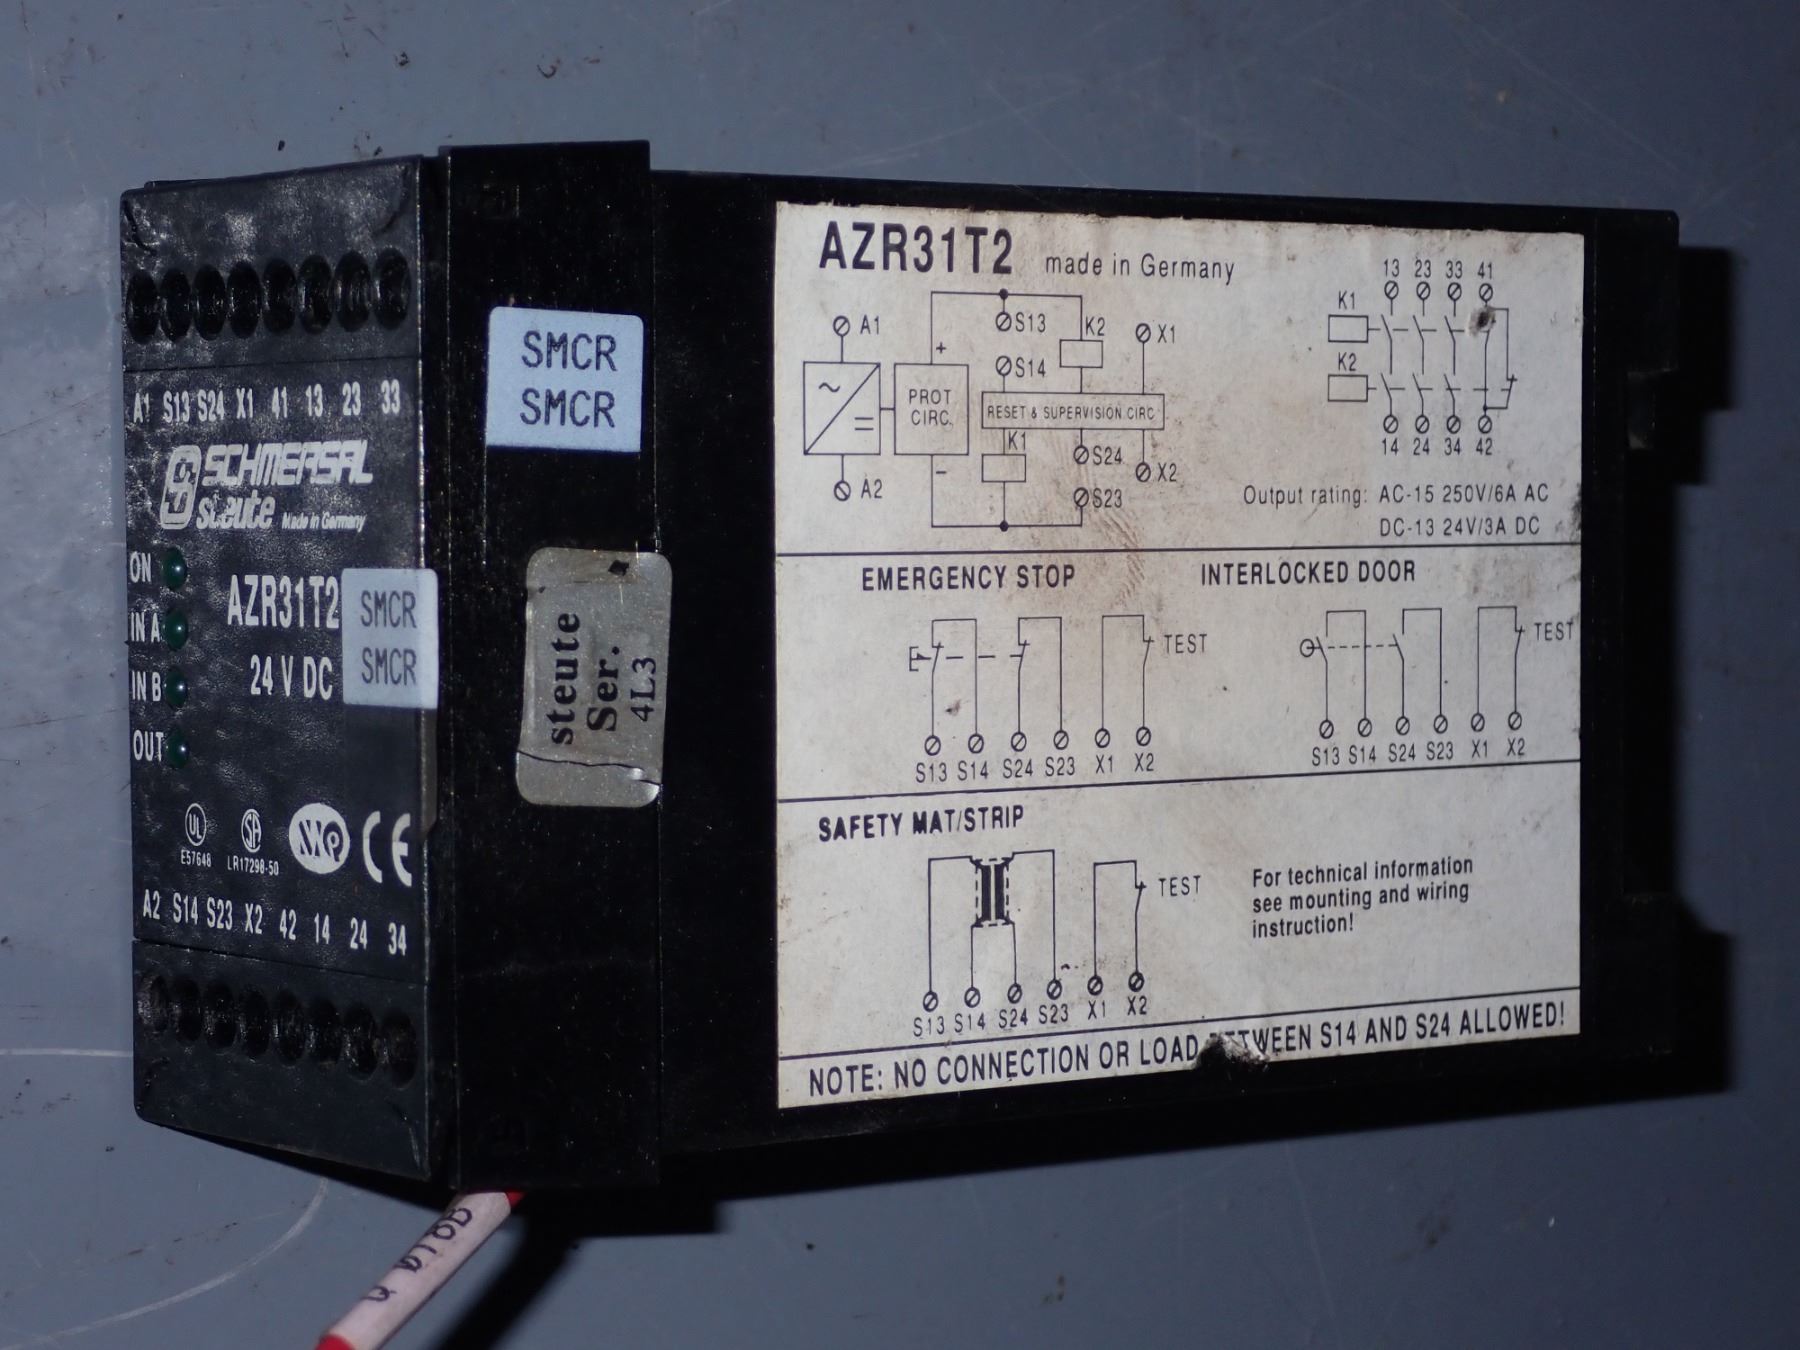 A1 S13 S24 X1 41 13 23 33
SCHMERSAL
steute Made in Germany
ON
IN A
IN B
OUT
AZR31T2
24 V DC
SMCR
SMCR
UL
E57648
SA
LR17298-50
CE
A2 S14 S23 X2 42 14 24 34
SMCR
SMCR
steute
Ser.
4L3
AZR31T2 made in Germany
A1
A2
PROT
CIRC.
+
−
S13
S14
K2
X1
RESET & SUPERVISION CIRC
K1
S24
S23
X2
13 23 33 41
K1
K2
14 24 34 42
Output rating: AC-15 250V/6A AC
DC-13 24V/3A DC
EMERGENCY STOP
TEST
S13 S14 S24 S23 X1 X2
INTERLOCKED DOOR
TEST
S13 S14 S24 S23 X1 X2
SAFETY MAT/STRIP
TEST
S13 S14 S24 S23 X1 X2
For technical information
see mounting and wiring
instruction!
NOTE: NO CONNECTION OR LOAD BETWEEN S14 AND S24 ALLOWED!